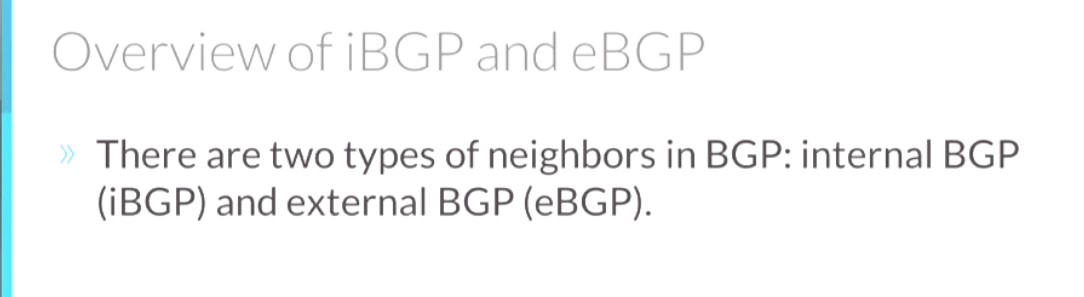 Overview of iBGP and eBGP
» There are two types of neighbors in BGP: internal BGP
(iBGP) and external BGP (eBGP).